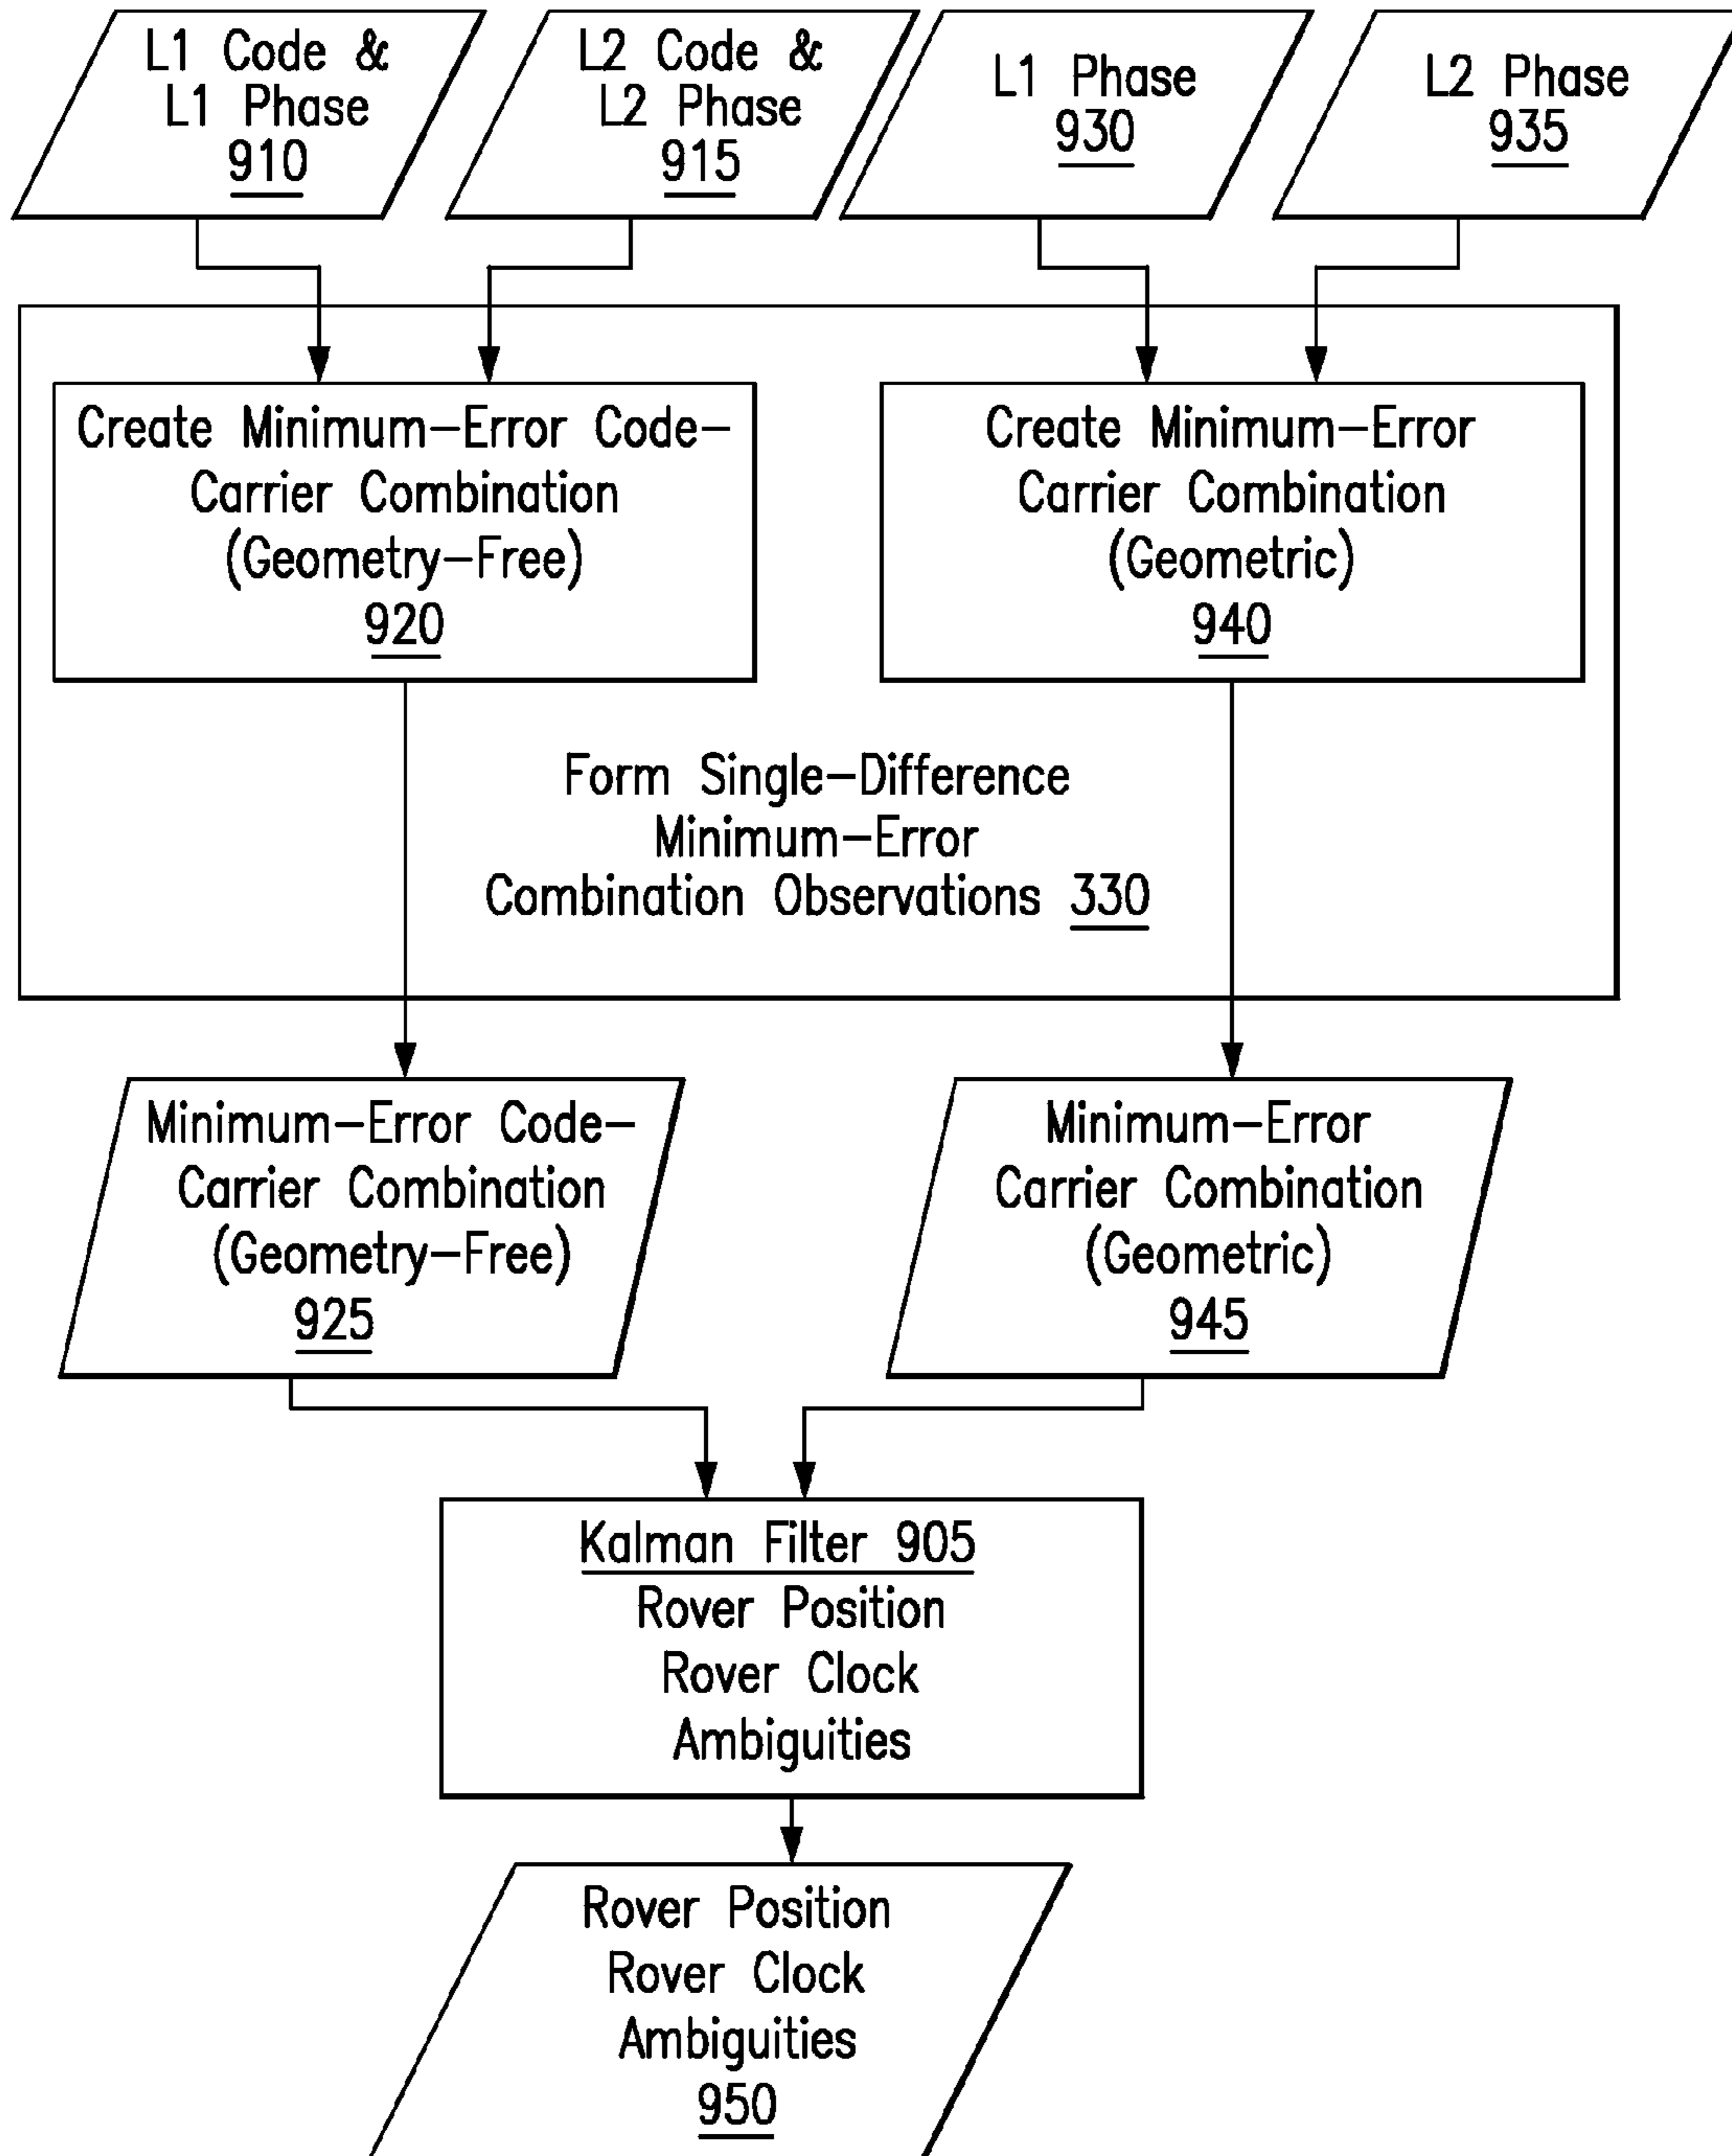 L1 Code &
L1 Phase
910
L2 Code &
L2 Phase
915
L1 Phase
930
L2 Phase
935
Create Minimum-Error Code-
Carrier Combination
(Geometry-Free)
920
Create Minimum-Error
Carrier Combination
(Geometric)
940
Form Single-Difference
Minimum-Error
Combination Observations 330
Minimum-Error Code-
Carrier Combination
(Geometry-Free)
925
Minimum-Error
Carrier Combination
(Geometric)
945
Kalman Filter 905
Rover Position
Rover Clock
Ambiguities
Rover Position
Rover Clock
Ambiguities
950